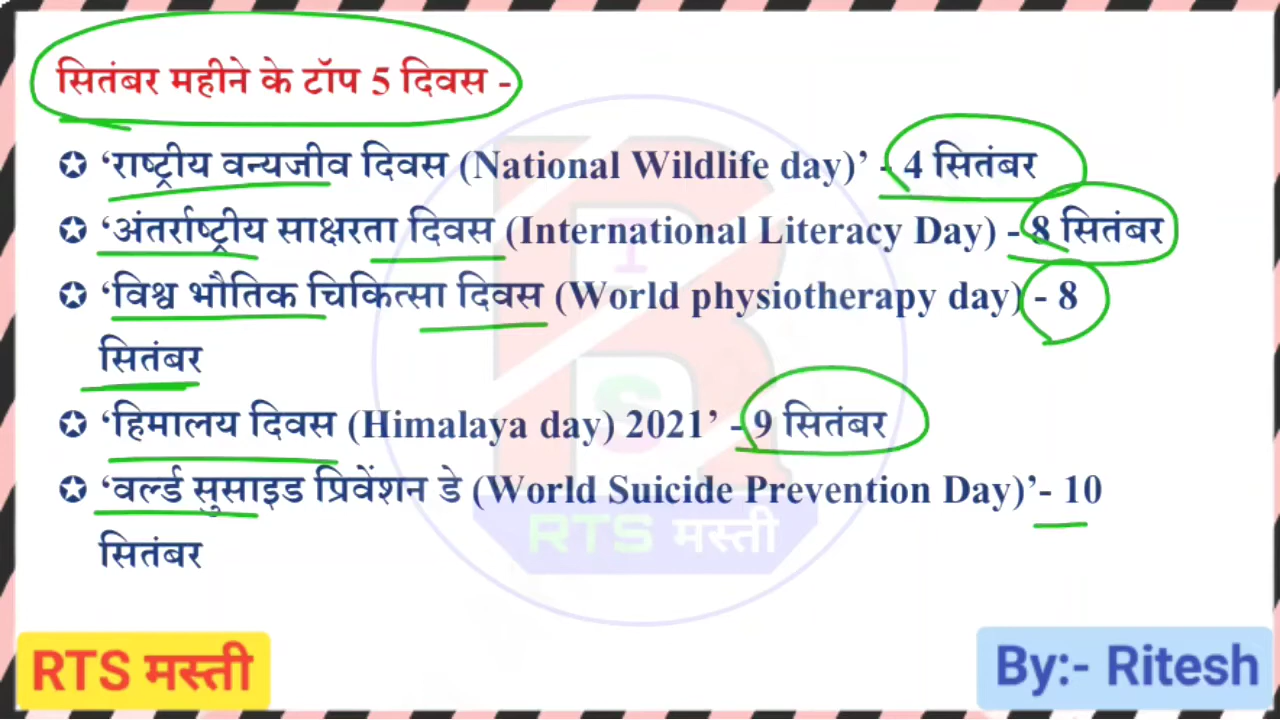 सितंबर महीने के टॉप 5 दिवस -
✪ ‘राष्ट्रीय वन्यजीव दिवस (National Wildlife day)’ - 4 सितंबर
✪ ‘अंतर्राष्ट्रीय साक्षरता दिवस (International Literacy Day) - 8 सितंबर
✪ ‘विश्व भौतिक चिकित्सा दिवस (World physiotherapy day) - 8
सितंबर
✪ ‘हिमालय दिवस (Himalaya day) 2021’ - 9 सितंबर
✪ ‘वर्ल्ड सुसाइड प्रिवेंशन डे (World Suicide Prevention Day)’- 10
सितंबर
RTS मस्ती
RTS मस्ती
By:- Ritesh